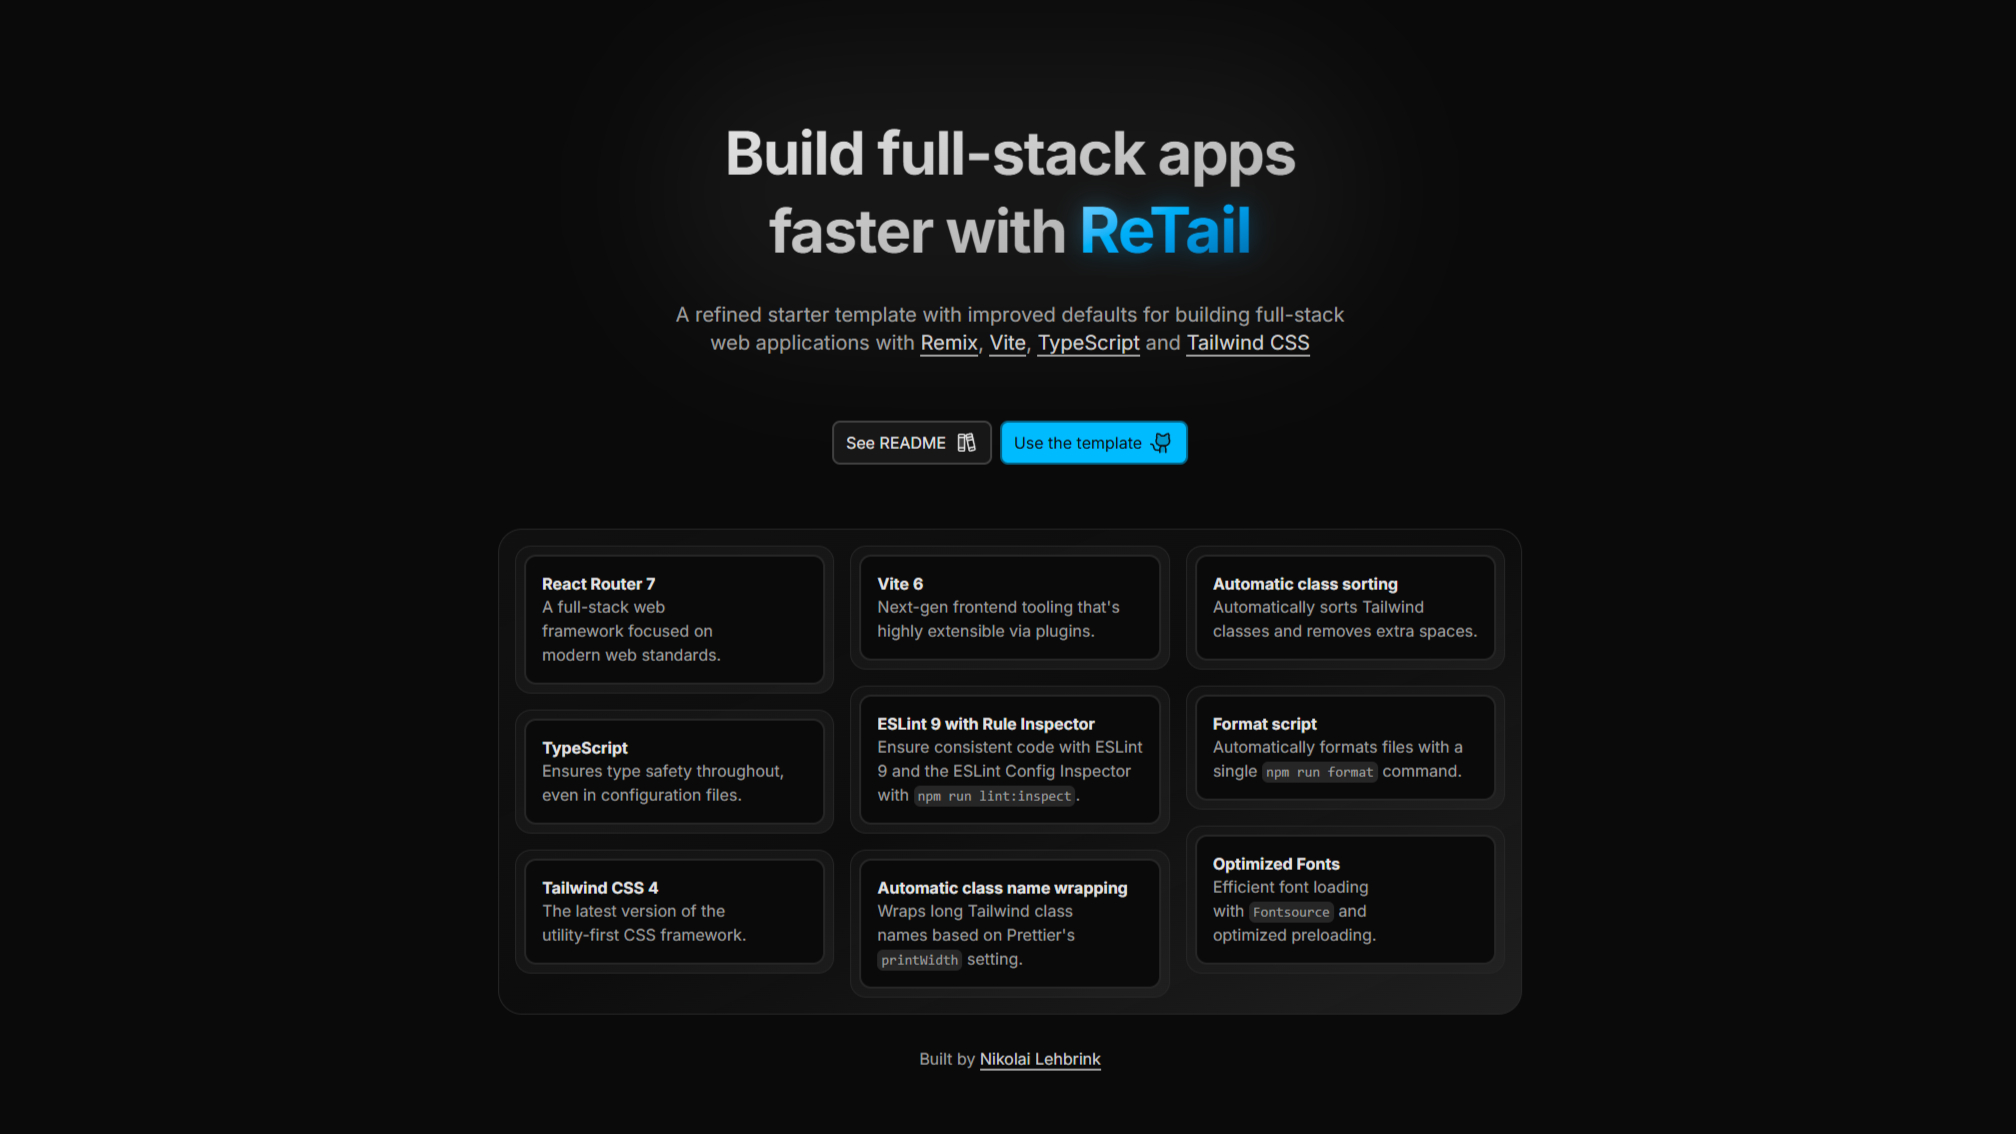 Build full-stack apps
faster with ReTail
A refined starter template with improved defaults for building full-stack
web applications with Remix, Vite, TypeScript and Tailwind CSS
See README
Use the template
React Router 7
A full-stack web
framework focused on
modern web standards.
TypeScript
Ensures type safety throughout,
even in configuration files.
Tailwind CSS 4
The latest version of the
utility-first CSS framework.
Vite 6
Next-gen frontend tooling that's
highly extensible via plugins.
ESLint 9 with Rule Inspector
Ensure consistent code with ESLint
9 and the ESLint Config Inspector
with npm run lint:inspect.
Automatic class name wrapping
Wraps long Tailwind class
names based on Prettier's
printWidth setting.
Automatic class sorting
Automatically sorts Tailwind
classes and removes extra spaces.
Format script
Automatically formats files with a
single npm run format command.
Optimized Fonts
Efficient font loading
with Fontsource and
optimized preloading.
Built by Nikolai Lehbrink